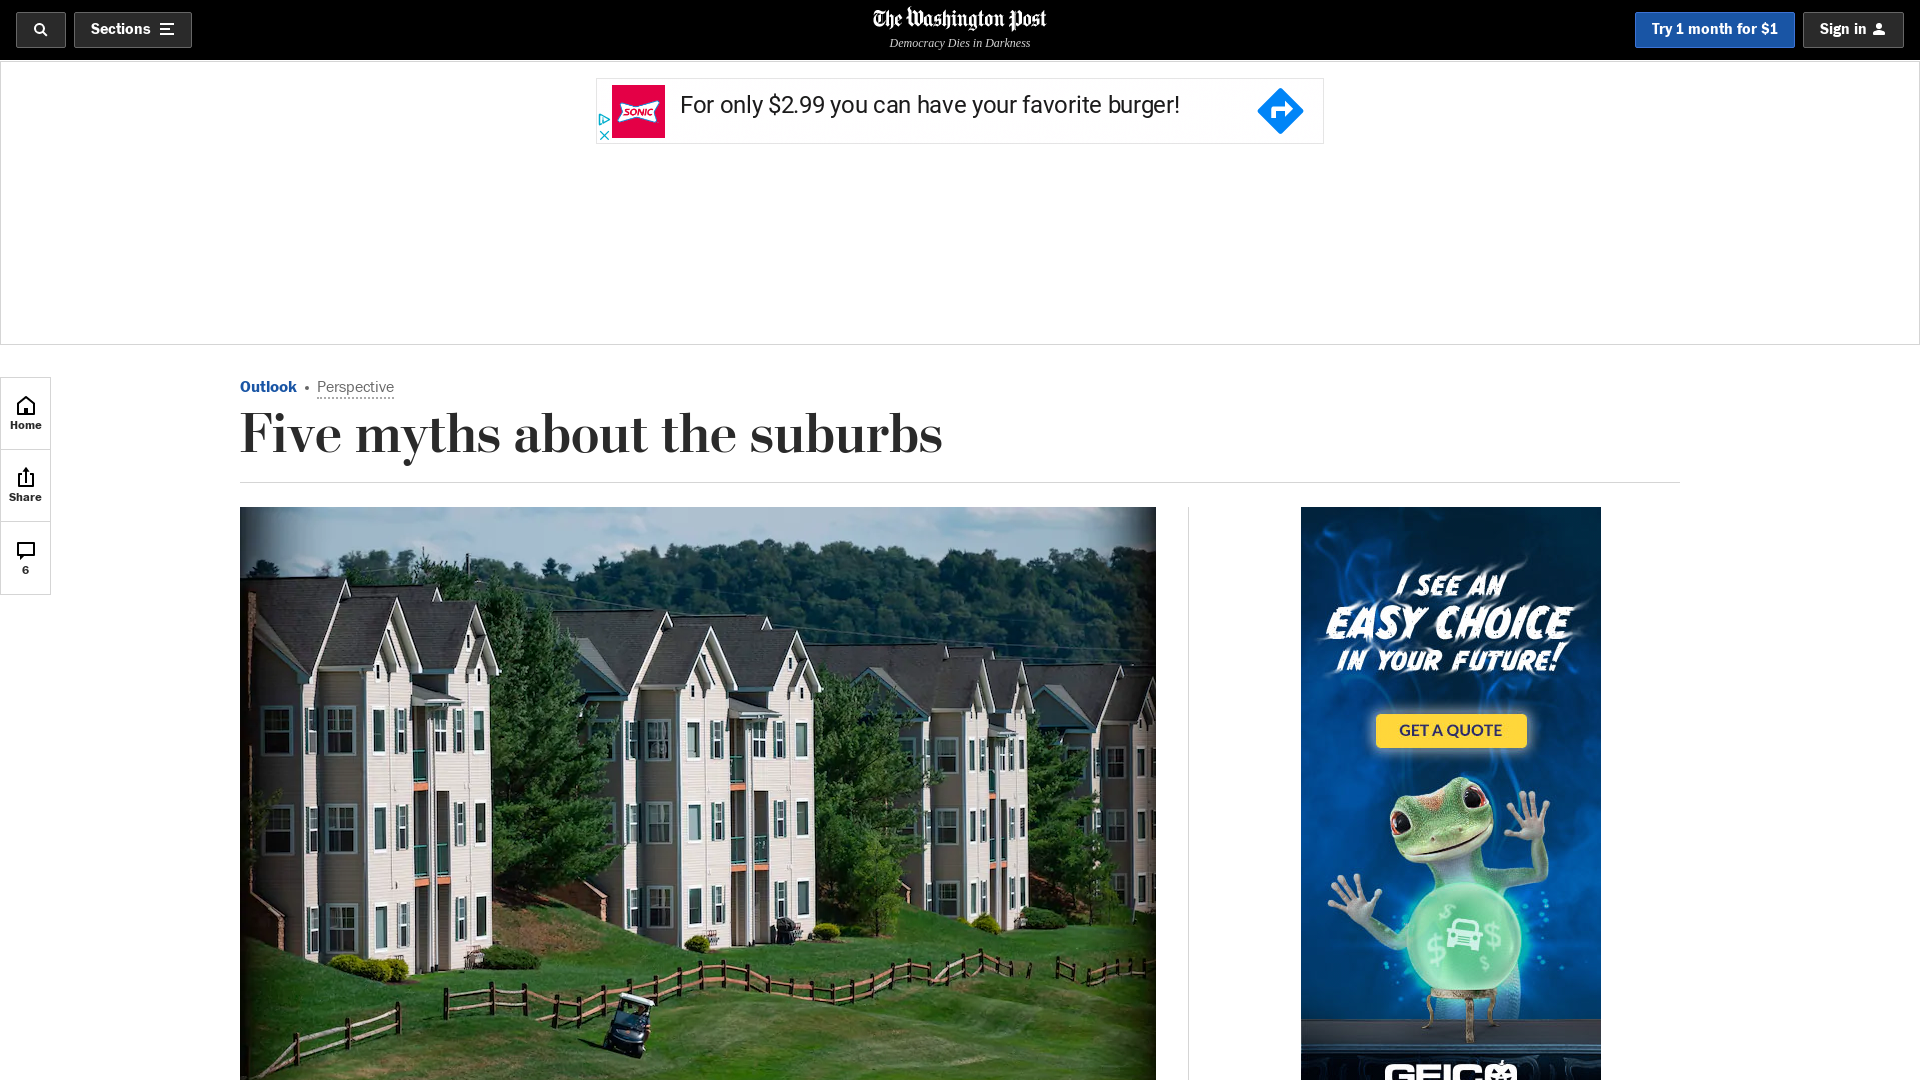 Sections
The Washington Post
Democracy Dies in Darkness
Try 1 month for $1
Sign in
SONIC
For only $2.99 you can have your favorite burger!
Outlook • Perspective
Five myths about the suburbs
Home
Share
6
I SEE AN
EASY CHOICE
IN YOUR FUTURE!
GET A QUOTE
$ $
$ $
GEICO